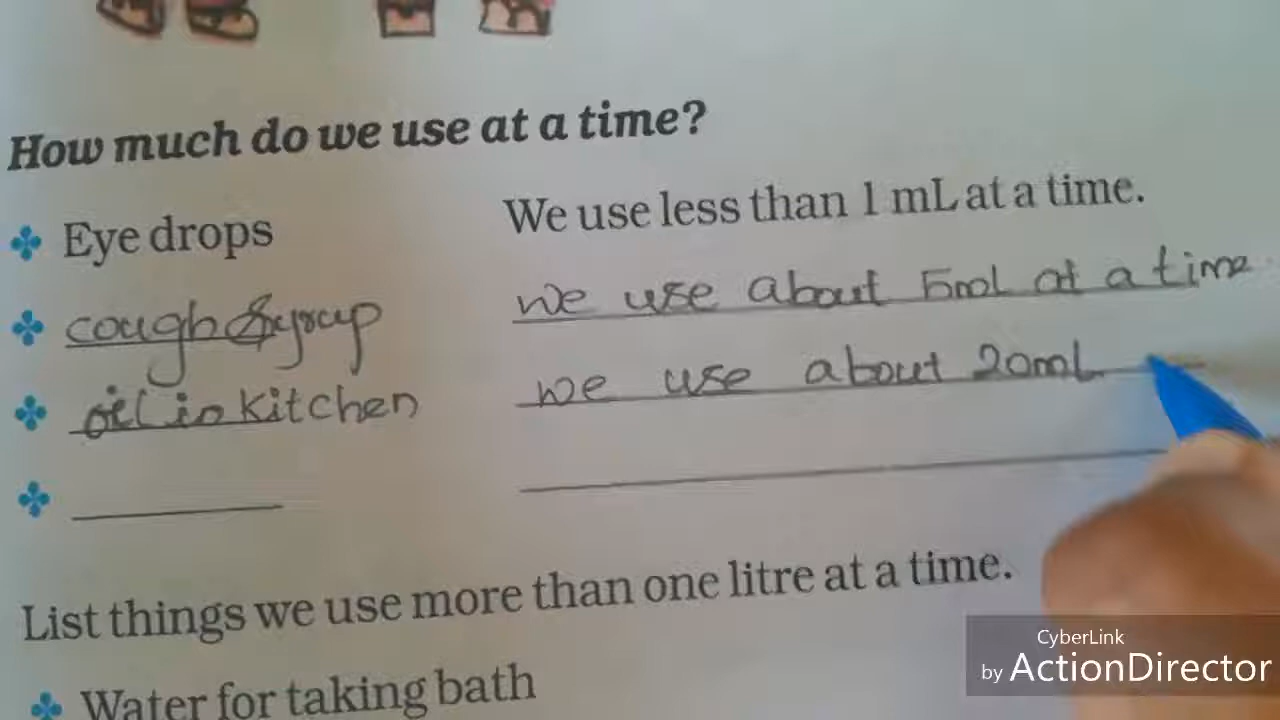 How much do we use at a time?
Eye drops We use less than 1 mL at a time.
cough syrup we use about 5mL at a time
oil in kitchen we use about 20mL
List things we use more than one litre at a time.
Water for taking bath
CyberLink
by ActionDirector